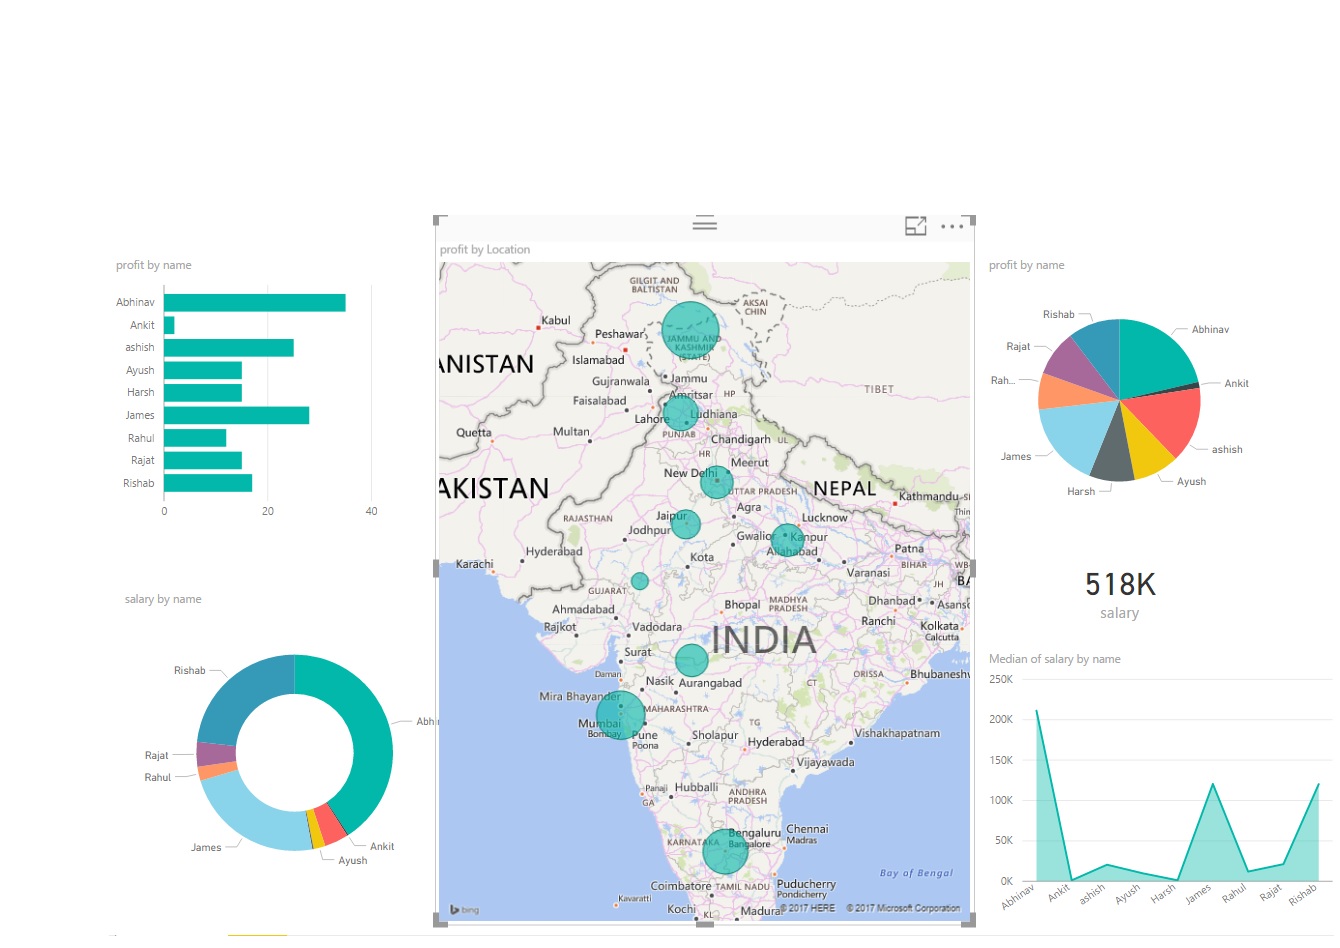 profit by name
Abhinav
Ankit
ashish
Ayush
Harsh
James
Rahul
Rajat
Rishab
0
20
40
salary by name
Rishab
Abh
Rajat
Rahul
James
Ankit
Ayush
profit by Location
GILGIT AND
BALTISTAN
AKSAI
CHIN
Kabul
Peshawar
JAMMU AND
KASHMIR
(STATE)
Islamabad
ANISTAN
Jammu
Gujranwala
TIBET
Amritsar
HP
Faisalabad
Lahore
Ludhiana
Quetta
Multan
PUNJAB
Chandigarh
UL
HR
Meerut
New Delhi
AKISTAN
UTTAR PRADESH
NEPAL
Kathmandu
Agra
RAJASTHAN
Jaipur
Lucknow
Jodhpur
Gwalior
Kanpur
Hyderabad
Allahabad
Patna
Kota
Karachi
BIHAR
WB
Varanasi
BA
GUJARAT
JH
Ahmadabad
Bhopal
MADHYA
PRADESH
Dhanbad
Asans
Rajkot
Vadodara
Ranchi
Kolkata
Calcutta
INDIA
Surat
Daman
Nasik
Aurangabad
CT
ORISSA
Bhubanesh
Mira Bhayander
MAHARASHTRA
Mumbai
Bombay
Pune
Poona
TG
Sholapur
Hyderabad
Vishakhapatnam
Vijayawada
Panaji
GA
Hubballi
ANDHRA
PRADESH
KARNATAKA
Bengaluru
Bangalore
Chennai
Madras
Bay of Bengal
Coimbatore
TAMIL NADU
Puducherry
Pondicherry
Kavaratti
Kochi
KL
Madurai
bing
© 2017 HERE © 2017 Microsoft Corporation
profit by name
Rishab
Abhinav
Rajat
Rah...
Ankit
James
ashish
Ayush
Harsh
518K
salary
Median of salary by name
250K
200K
150K
100K
50K
0K
Abhinav
Ankit
ashish
Ayush
Harsh
James
Rahul
Rajat
Rishab